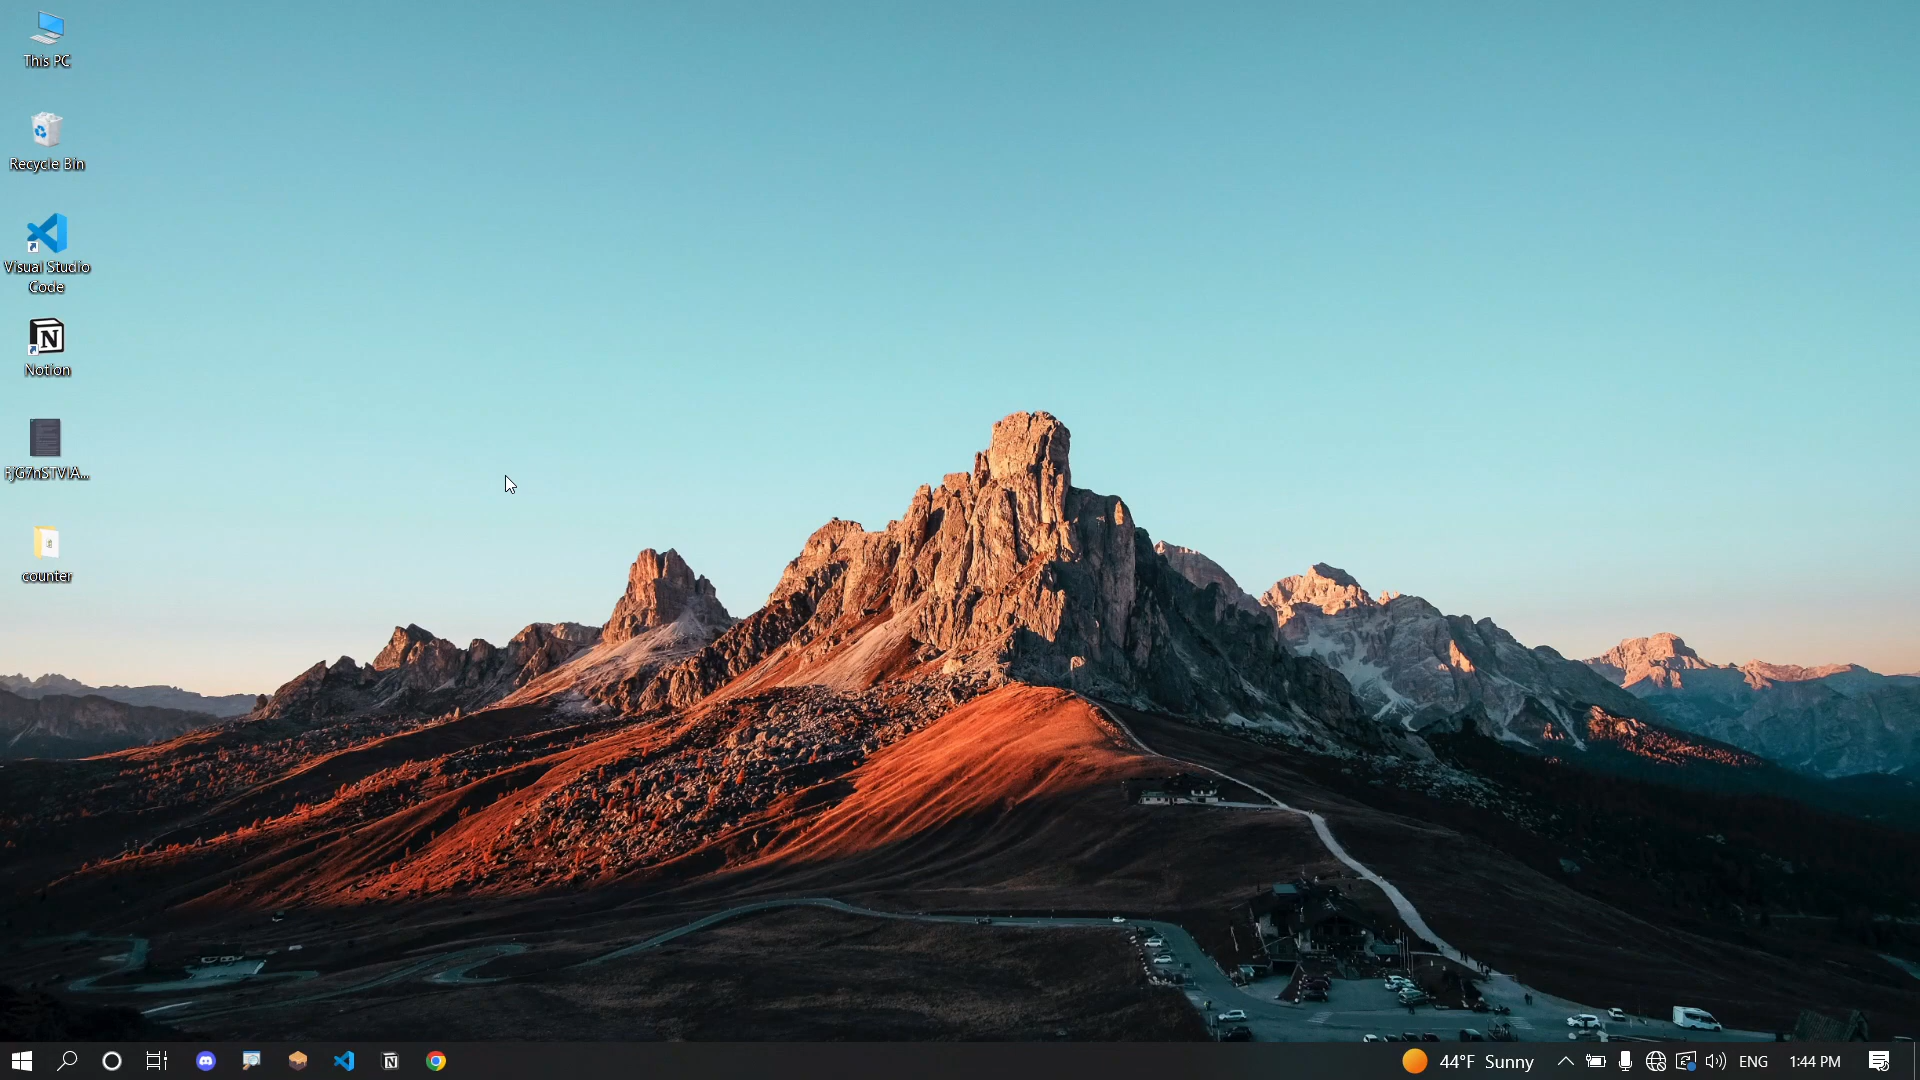 This PC
Recycle Bin
Visual Studio
Code
Notion
counter
44°F Sunny
ENG
1:44 PM